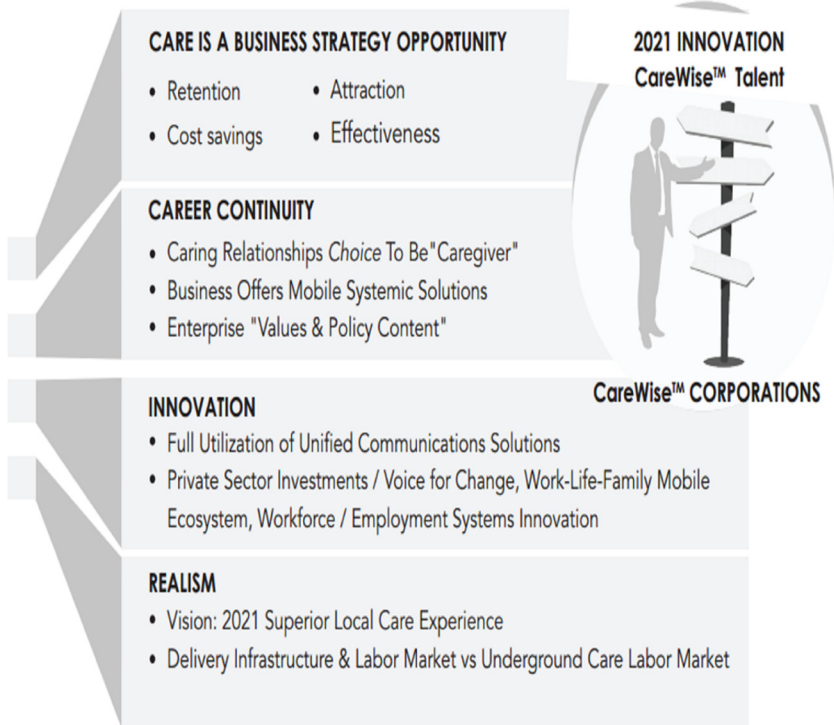 CARE IS A BUSINESS STRATEGY OPPORTUNITY
• Retention
• Attraction
• Cost savings
• Effectiveness
2021 INNOVATION
CareWise™ Talent
CAREER CONTINUITY
• Caring Relationships Choice To Be"Caregiver"
• Business Offers Mobile Systemic Solutions
• Enterprise "Values & Policy Content"
CareWise™ CORPORATIONS
INNOVATION
• Full Utilization of Unified Communications Solutions
• Private Sector Investments / Voice for Change, Work-Life-Family Mobile
Ecosystem, Workforce / Employment Systems Innovation
REALISM
• Vision: 2021 Superior Local Care Experience
• Delivery Infrastructure & Labor Market vs Underground Care Labor Market